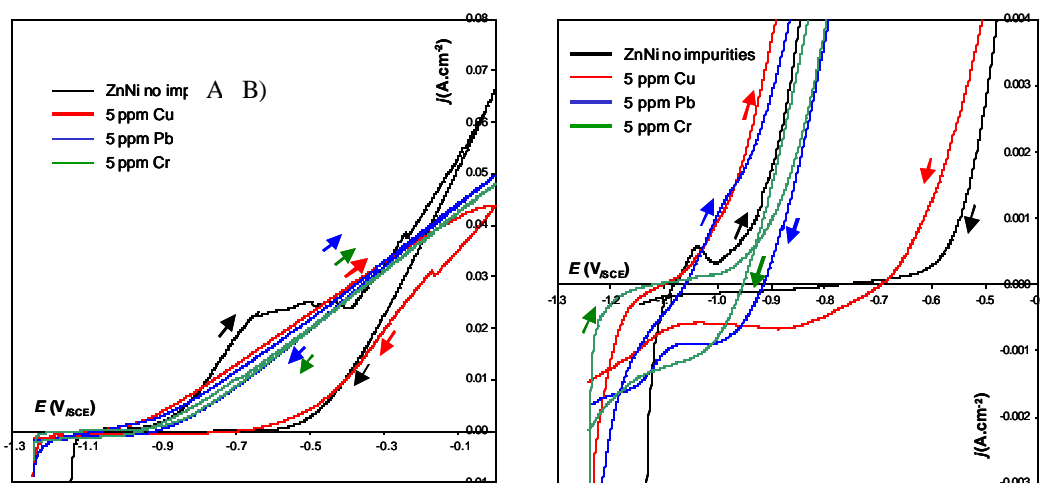 0.08
j(A.cm-2)
0.07
ZnNi no imp A B)
5 ppm Cu
5 ppm Pb
5 ppm Cr
0.06
0.05
0.04
0.03
0.02
0.01
E (V/SCE)
0.00
-1.3 -1.1 -0.9 -0.7 -0.5 -0.3 -0.1
0.004
ZnNi no impurities
5 ppm Cu
5 ppm Pb
5 ppm Cr
0.003
0.002
0.001
E (V/SCE)
0.000
-13 -1.2 -1.1 -1.0 -0.9 -0.8 -0.7 -0.6 -0.5 -0
-0.001
-0.002
j(A.cm-2)
-0.003